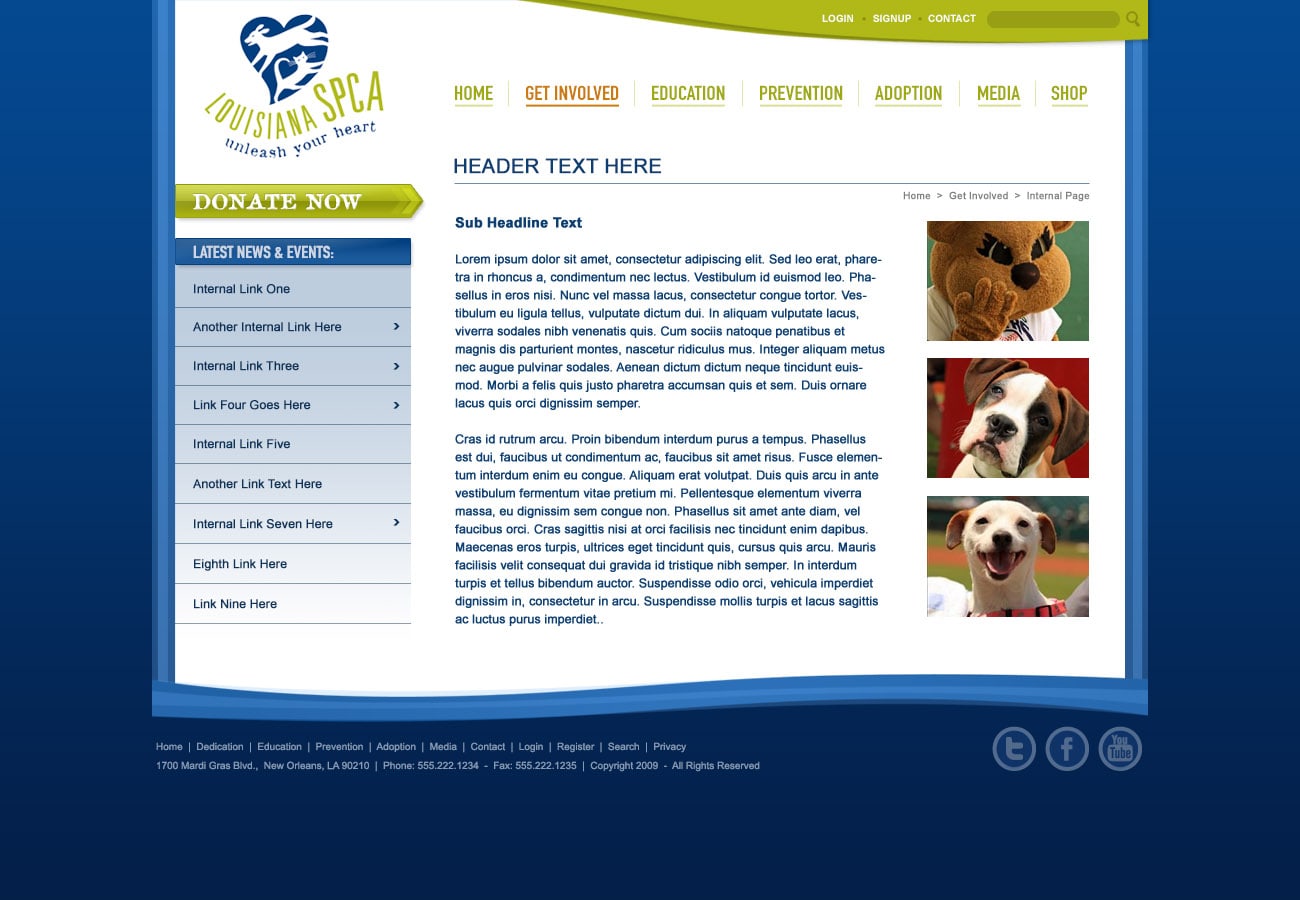 LOGIN • SIGNUP • CONTACT
LOUISIANA SPCA
unleash your heart
HOME
GET INVOLVED
EDUCATION
PREVENTION
ADOPTION
MEDIA
SHOP
HEADER TEXT HERE
Home > Get Involved > Internal Page
DONATE NOW
LATEST NEWS & EVENTS:
Internal Link One
Another Internal Link Here
Internal Link Three
Link Four Goes Here
Internal Link Five
Another Link Text Here
Internal Link Seven Here
Eighth Link Here
Link Nine Here
Sub Headline Text
Lorem ipsum dolor sit amet, consectetur adipiscing elit. Sed leo erat, phare-
tra in rhoncus a, condimentum nec lectus. Vestibulum id euismod leo. Pha-
sellus in eros nisi. Nunc vel massa lacus, consectetur congue tortor. Ves-
tibulum eu ligula tellus, vulputate dictum dui. In aliquam vulputate lacus,
viverra sodales nibh venenatis quis. Cum sociis natoque penatibus et
magnis dis parturient montes, nascetur ridiculus mus. Integer aliquam metus
nec augue pulvinar sodales. Aenean dictum dictum neque tincidunt euis-
mod. Morbi a felis quis justo pharetra accumsan quis et sem. Duis ornare
lacus quis orci dignissim semper.
Cras id rutrum arcu. Proin bibendum interdum purus a tempus. Phasellus
est dui, faucibus ut condimentum ac, faucibus sit amet risus. Fusce elemen-
tum interdum enim eu congue. Aliquam erat volutpat. Duis quis arcu in ante
vestibulum fermentum vitae pretium mi. Pellentesque elementum viverra
massa, eu dignissim sem congue non. Phasellus sit amet ante diam, vel
faucibus orci. Cras sagittis nisi at orci facilisis nec tincidunt enim dapibus.
Maecenas eros turpis, ultrices eget tincidunt quis, cursus quis arcu. Mauris
facilisis velit consequat dui gravida id tristique nibh semper. In interdum
turpis et tellus bibendum auctor. Suspendisse odio orci, vehicula imperdiet
dignissim in, consectetur in arcu. Suspendisse mollis turpis et lacus sagittis
ac luctus purus imperdiet..
Home | Dedication | Education | Prevention | Adoption | Media | Contact | Login | Register | Search | Privacy
1700 Mardi Gras Blvd., New Orleans, LA 90210 | Phone: 555.222.1234 - Fax: 555.222.1235 | Copyright 2009 - All Rights Reserved
You
Tube